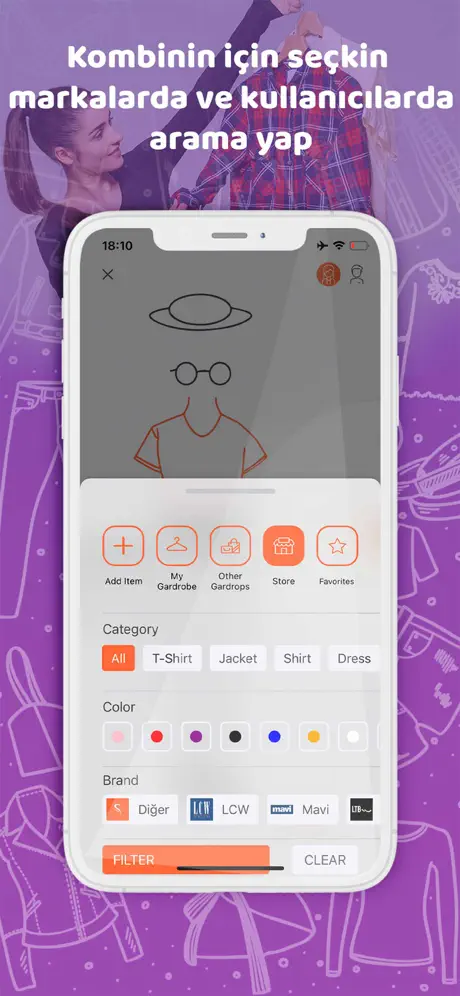 Kombinin için seçkin
markalarda ve kullanıcılarda
arama yap
18:10
Add Item
My
Gardrobe
Other
Gardrops
Store
Favorites
Category
All T-Shirt Jacket Shirt Dress
Color
Brand
Diğer LCW LCW mavi Mavi LTB
FILTER CLEAR